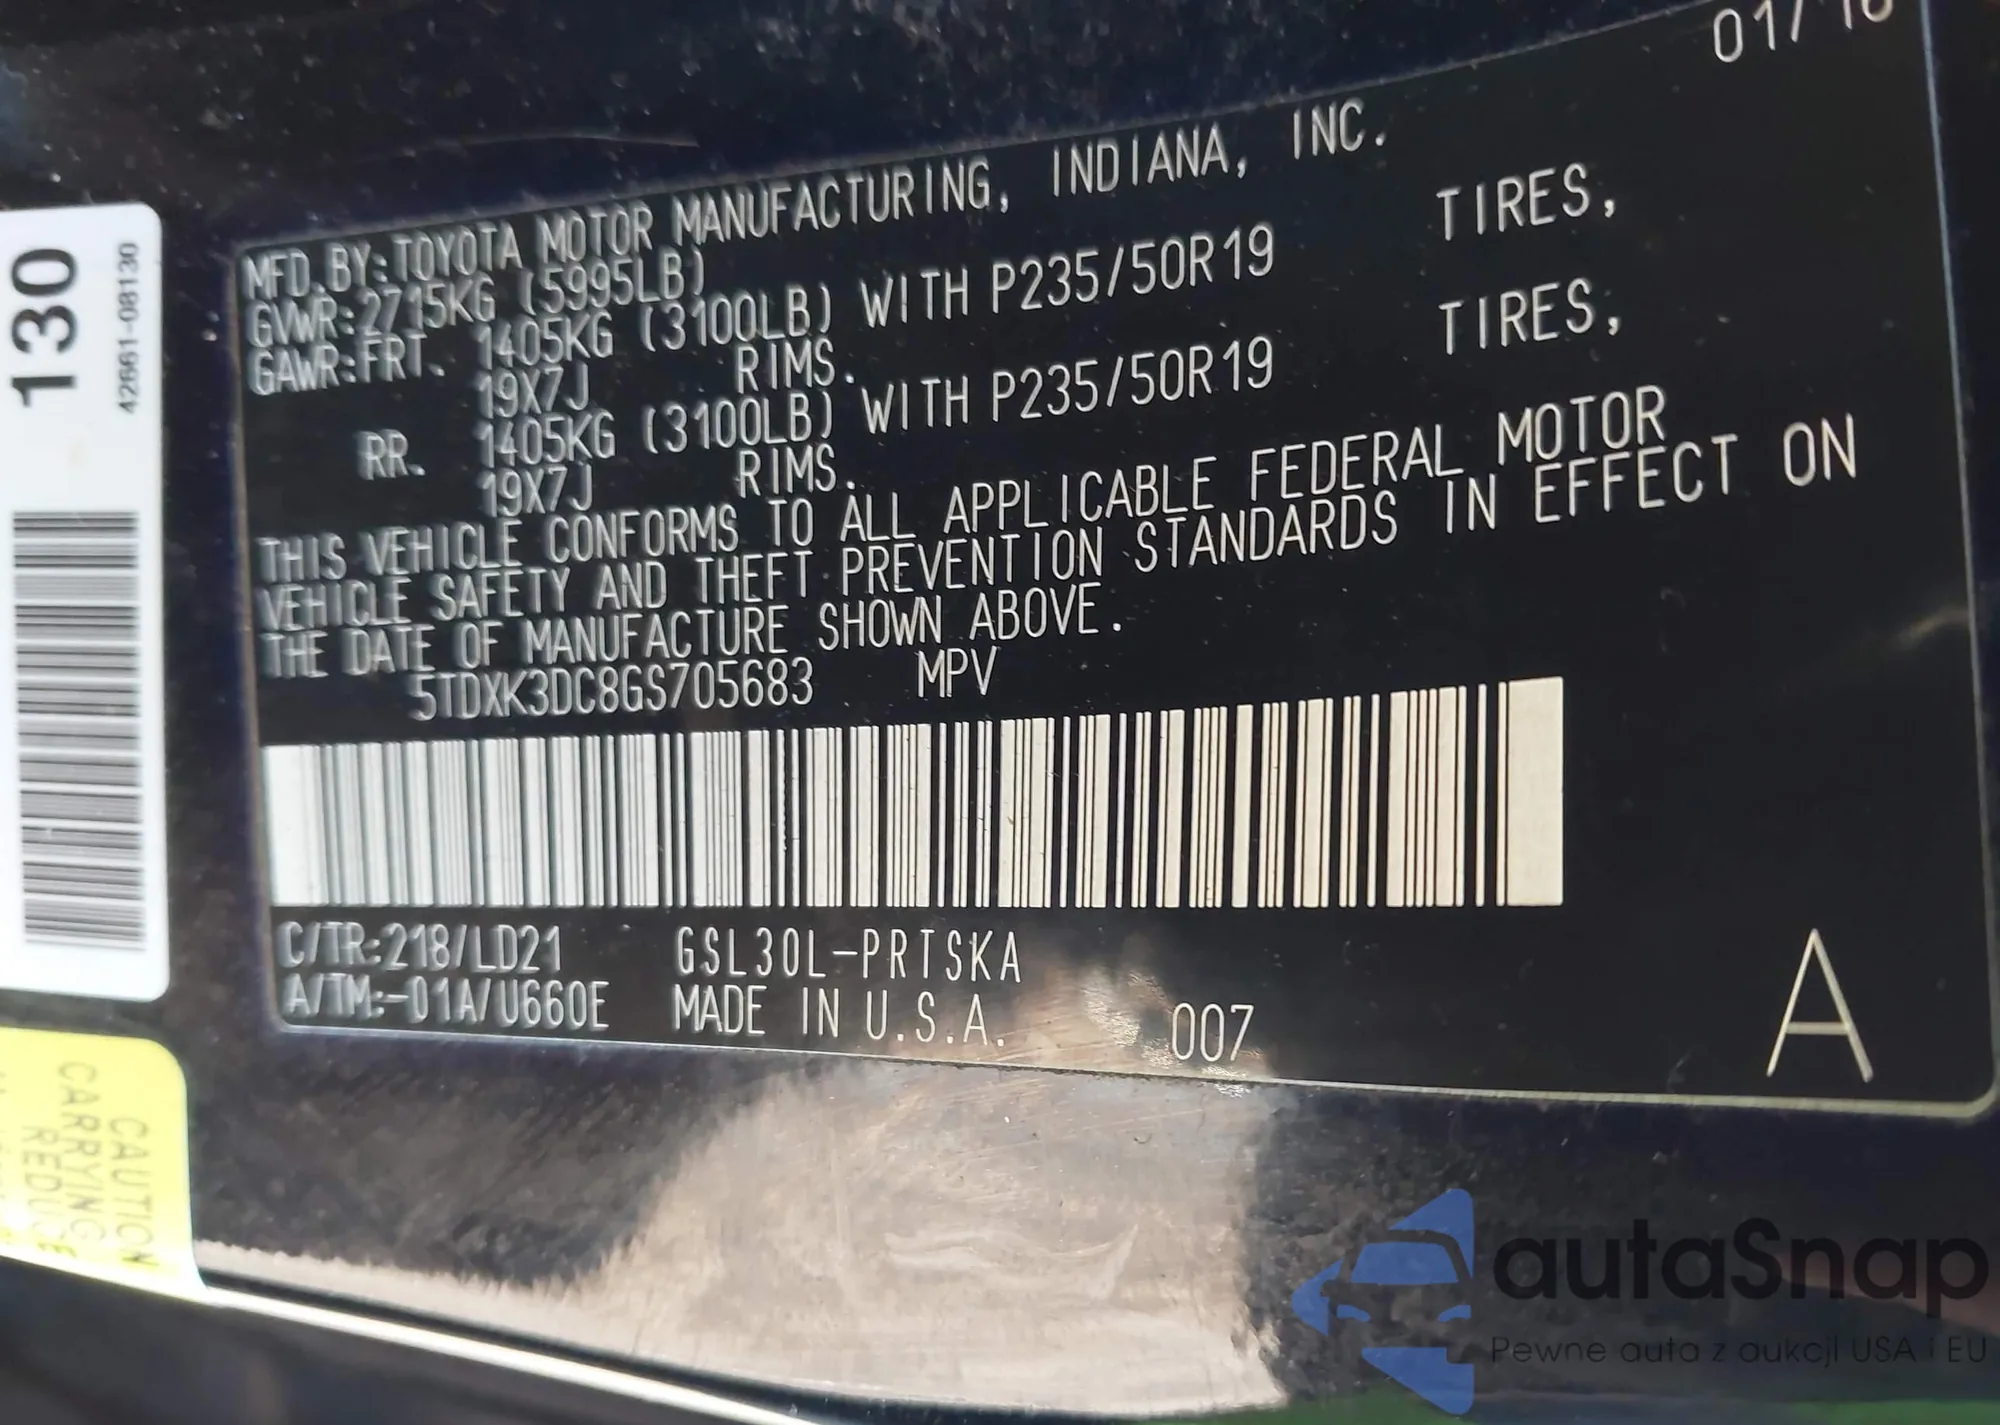 01/16
MFD.BY:TOYOTA MOTOR MANUFACTURING, INDIANA, INC.
GVWR:2715KG (5995LB)
GAWR:FRT. 1405KG (3100LB) WITH P235/50R19 TIRES,
19X7J RIMS.
RR. 1405KG (3100LB) WITH P235/50R19 TIRES,
19X7J RIMS.
THIS VEHICLE CONFORMS TO ALL APPLICABLE FEDERAL MOTOR
VEHICLE SAFETY AND THEFT PREVENTION STANDARDS IN EFFECT ON
THE DATE OF MANUFACTURE SHOWN ABOVE.
5TDXK3DC8GS705683 MPV
C/TR:218/LD21 GSL30L-PRTSKA
A/TM:-01A/U660E MADE IN U.S.A. 007
A
130
42661-08130
CAUTION
CARRYING
REDUCE
autaSnap
Pewne auta z aukcji USA i EU